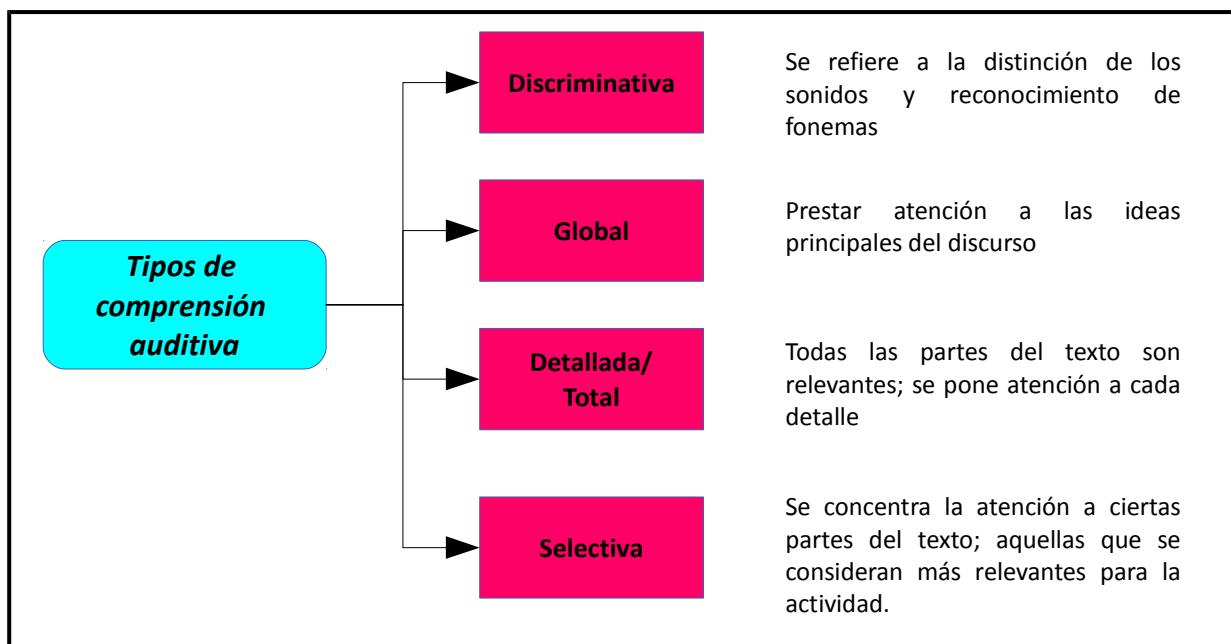 Tipos de
comprensión
auditiva
Discriminativa
Se refiere a la distinción de los
sonidos y reconocimiento de
fonemas
Global
Prestar atención a las ideas
principales del discurso
Detallada/
Total
Todas las partes del texto son
relevantes; se pone atención a cada
detalle
Selectiva
Se concentra la atención a ciertas
partes del texto; aquellas que se
consideran más relevantes para la
actividad.